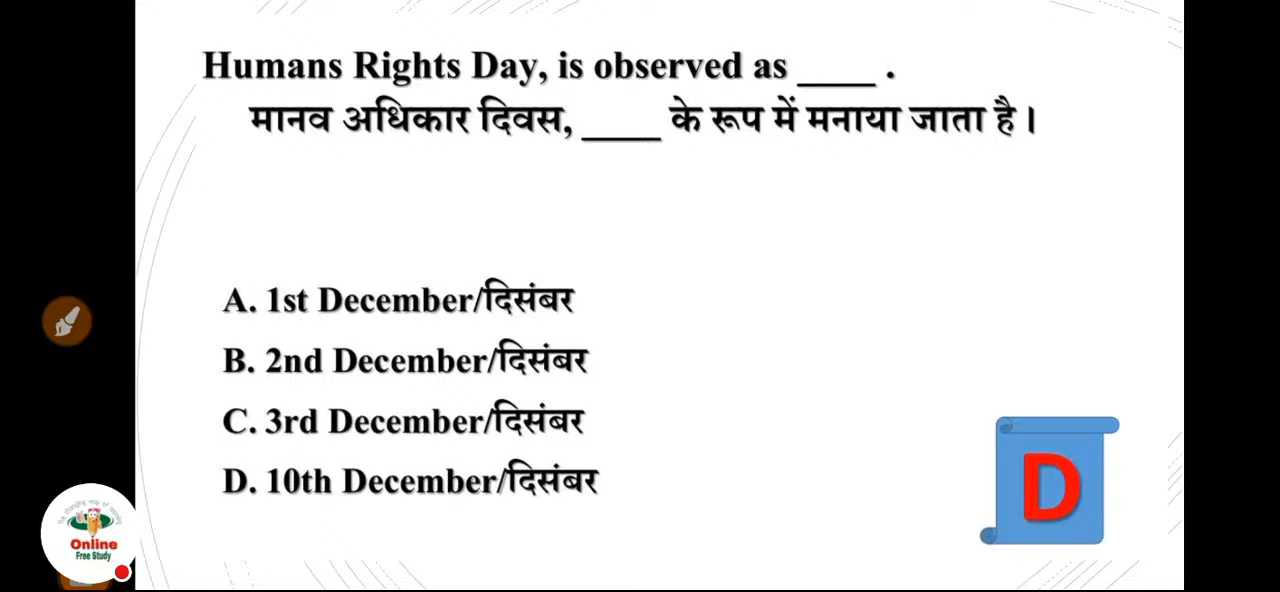 Humans Rights Day, is observed as ____ .
मानव अधिकार दिवस, ____ के रूप में मनाया जाता है।
A. 1st December/दिसंबर
B. 2nd December/दिसंबर
C. 3rd December/दिसंबर
D. 10th December/दिसंबर
D
Online
Free Study